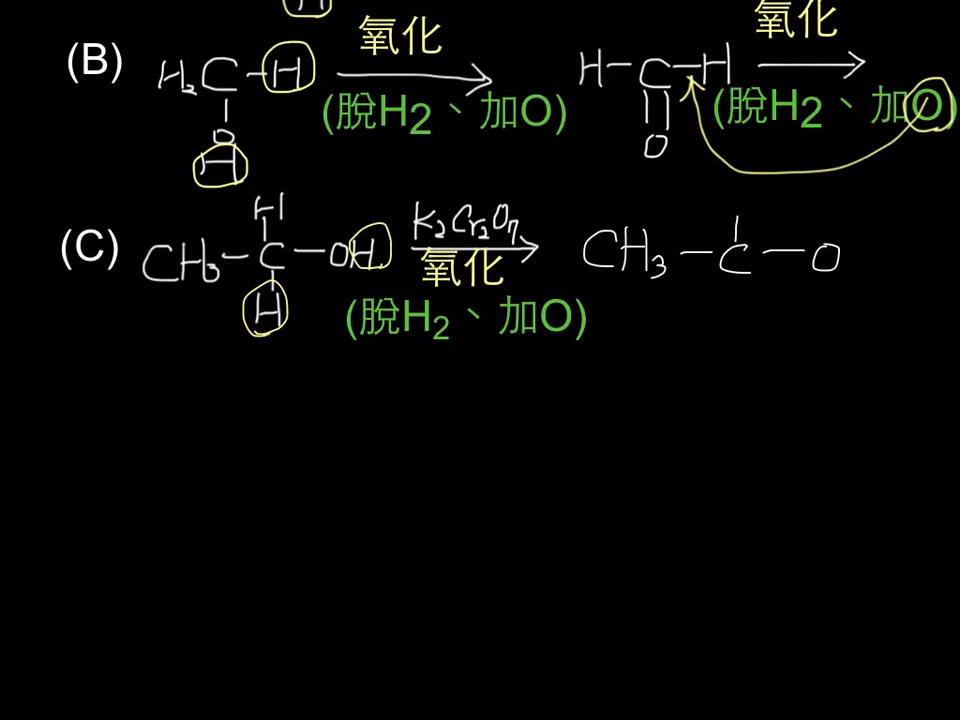 H
氧化 氧化
(B) H₂C－H → H－C－H →
(脫H₂、加O) (脫H₂、加O)
O O
H
H
K₂Cr₂O₇
(C) CH₃－C－OH → CH₃－C－O
氧化
H
(脫H₂、加O)